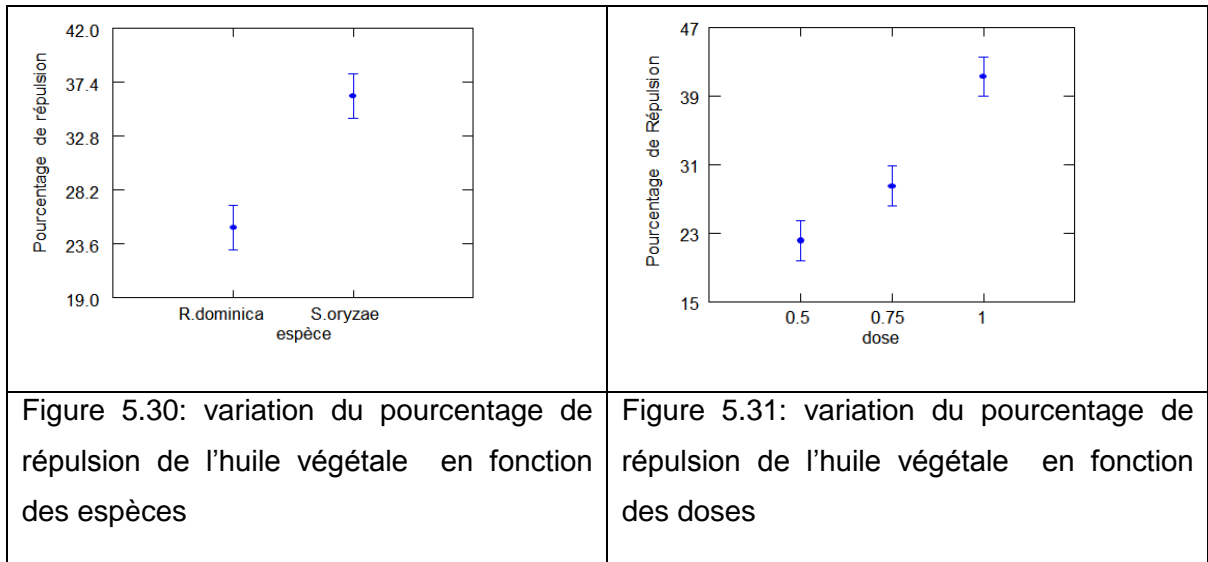 42.0
37.4
32.8
28.2
23.6
19.0
Pourcentage de répulsion
R.dominica S.oryzae
espèce
47
39
31
23
15
Pourcentage de Répulsion
0.5 0.75 1
dose
Figure 5.30: variation du pourcentage de
répulsion de l’huile végétale en fonction
des espèces
Figure 5.31: variation du pourcentage de
répulsion de l’huile végétale en fonction
des doses